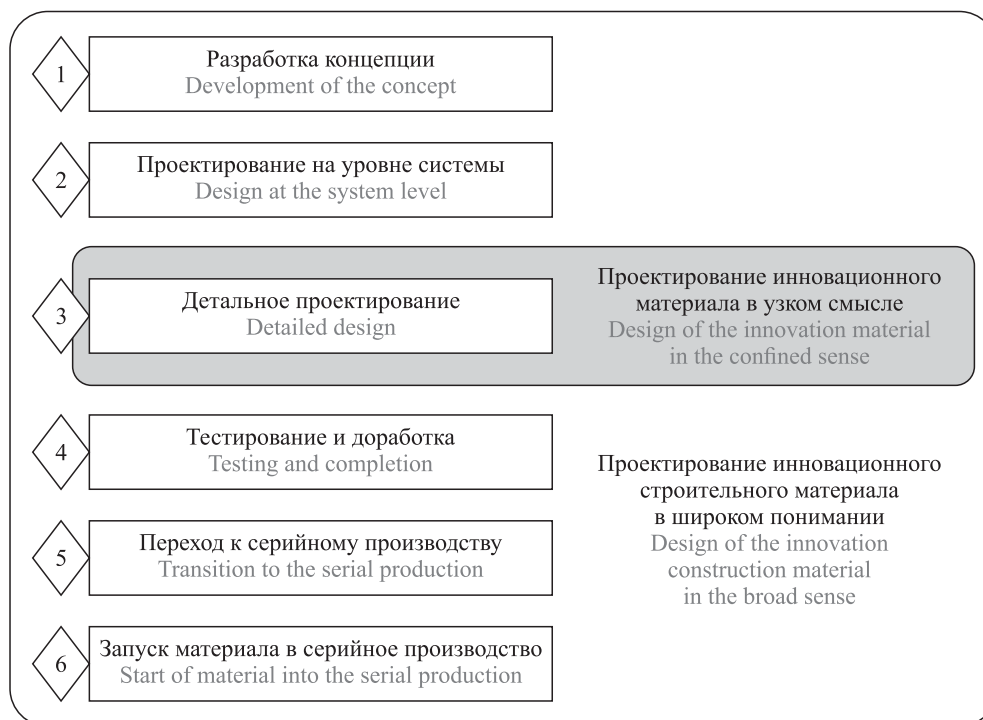 1
Разработка концепции
Development of the concept
2
Проектирование на уровне системы
Design at the system level
3
Детальное проектирование
Detailed design
Проектирование инновационного
материала в узком смысле
Design of the innovation material
in the confined sense
4
Тестирование и доработка
Testing and completion
5
Переход к серийному производству
Transition to the serial production
6
Запуск материала в серийное производство
Start of material into the serial production
Проектирование инновационного
строительного материала
в широком понимании
Design of the innovation
construction material
in the broad sense